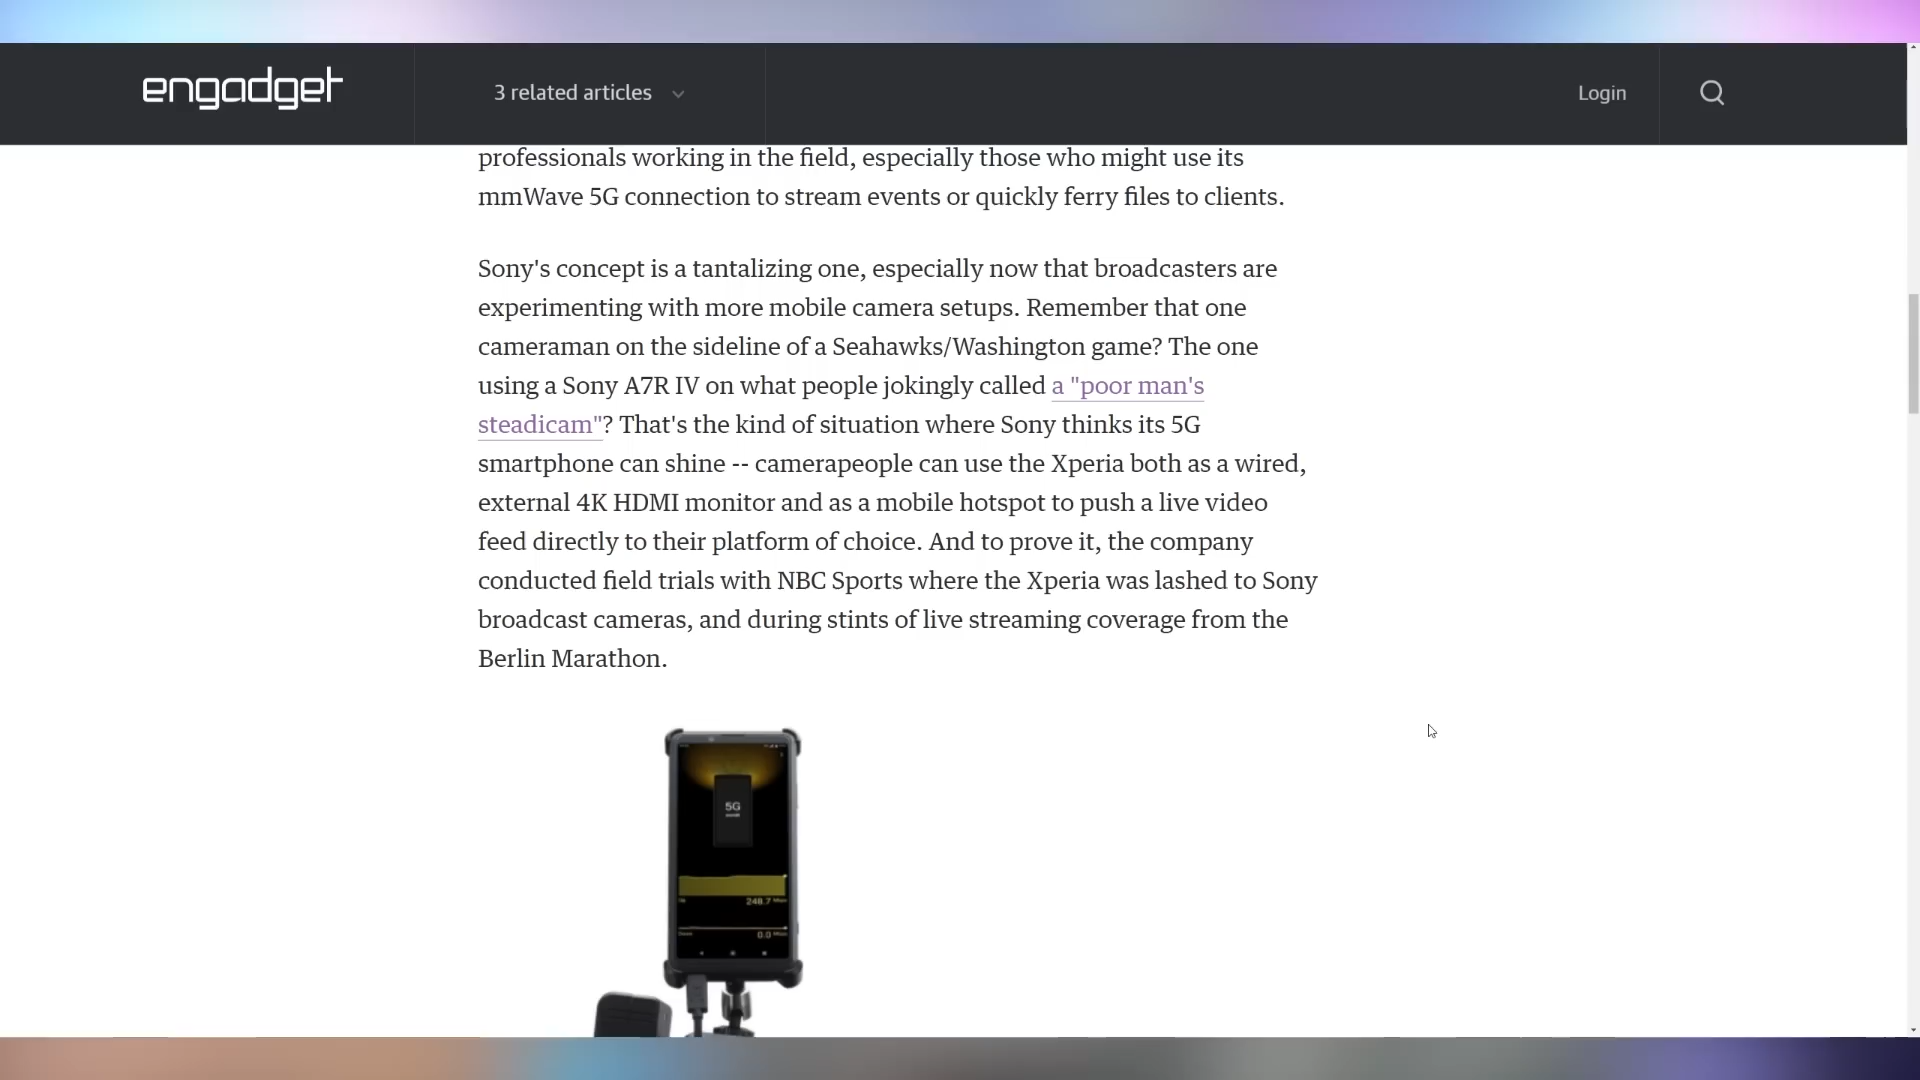 engadget
3 related articles
Login
professionals working in the field, especially those who might use its
mmWave 5G connection to stream events or quickly ferry files to clients.
Sony's concept is a tantalizing one, especially now that broadcasters are
experimenting with more mobile camera setups. Remember that one
cameraman on the sideline of a Seahawks/Washington game? The one
using a Sony A7R IV on what people jokingly called a "poor man's
steadicam"? That's the kind of situation where Sony thinks its 5G
smartphone can shine -- camerapeople can use the Xperia both as a wired,
external 4K HDMI monitor and as a mobile hotspot to push a live video
feed directly to their platform of choice. And to prove it, the company
conducted field trials with NBC Sports where the Xperia was lashed to Sony
broadcast cameras, and during stints of live streaming coverage from the
Berlin Marathon.
5G
248.7
0.0